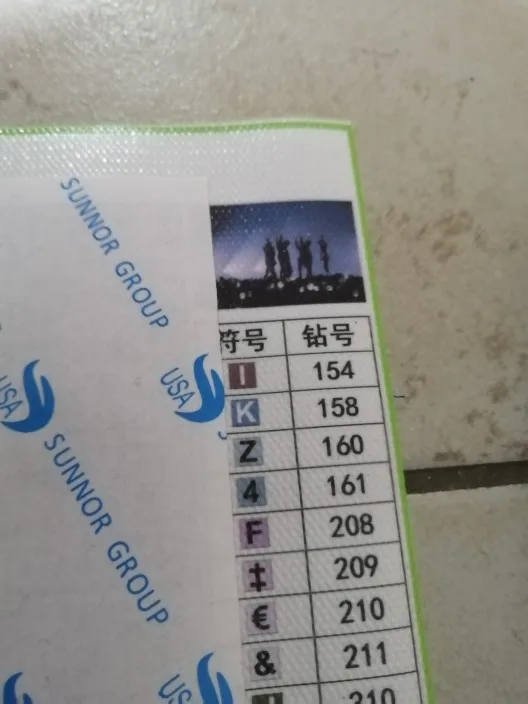 SUNNOR GROUP
符号 钻号
I 154
USA
K 158
USA
Z 160
SUNNOR GROUP
4 161
F 208
‡ 209
€ 210
& 211
310